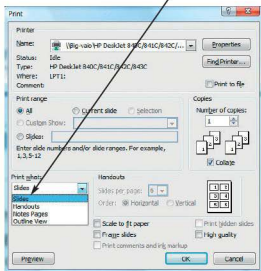 Print
Printer
Name: \\Big-vaio\HP DeskJet 840C/841C/842C/... Properties
Status: Idle Find Printer...
Type: HP DeskJet 840C/841C/842C/843C
Where: LPT1:
Comment: Print to file
Print range Copies
All Current slide Selection Number of copies:
Custom Show: 1
Slides:
Enter slide numbers and/or slide ranges. For example,
1,3,5-12
Collate
Print what: Handouts
Slides Slides per page: 6
Slides Order: Horizontal Vertical
Handouts
Notes Pages
Outline View
Scale to fit paper Print hidden slides
Frame slides High quality
Print comments and ink markup
Preview OK Cancel